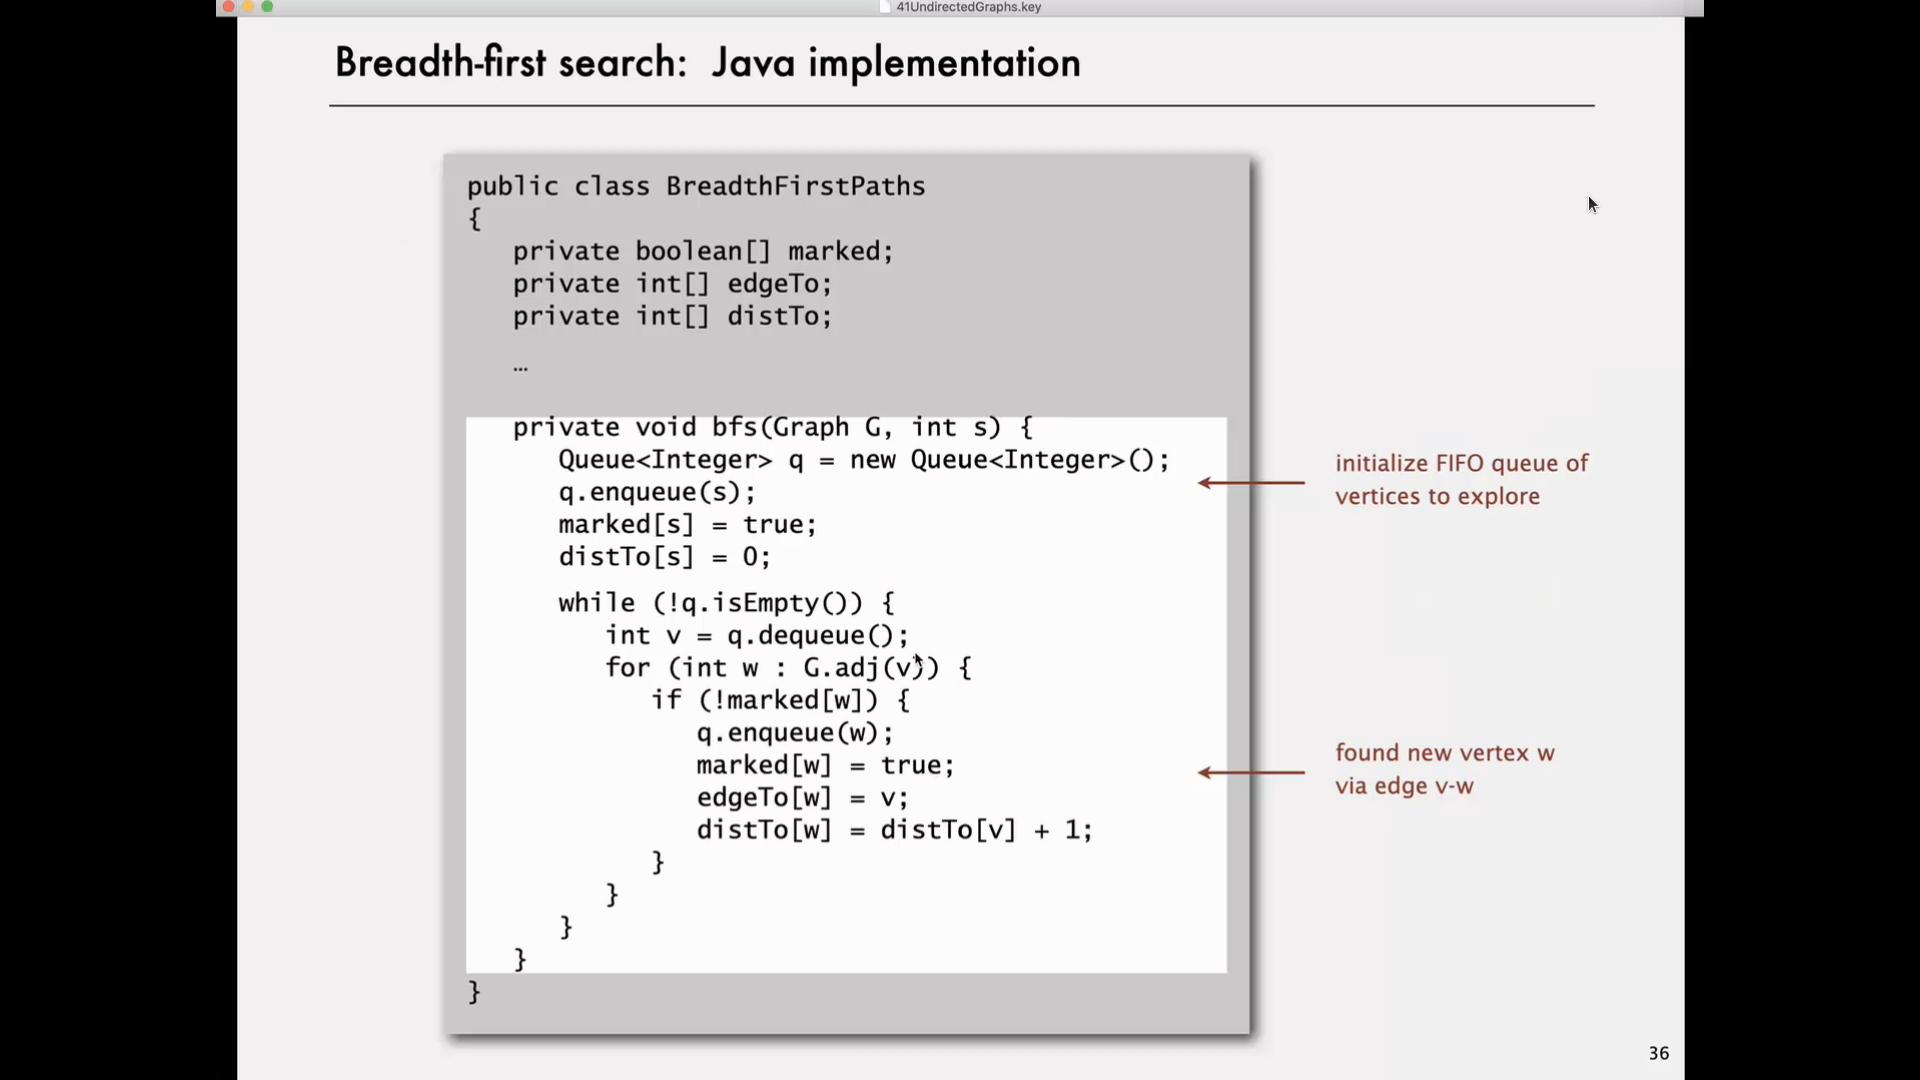 41UndirectedGraphs.key
Breadth-first search: Java implementation
public class BreadthFirstPaths
{
private boolean[] marked;
private int[] edgeTo;
private int[] distTo;
…
private void bfs(Graph G, int s) {
Queue<Integer> q = new Queue<Integer>();
q.enqueue(s);
marked[s] = true;
distTo[s] = 0;
initialize FIFO queue of
vertices to explore
while (!q.isEmpty()) {
int v = q.dequeue();
for (int w : G.adj(v)) {
if (!marked[w]) {
q.enqueue(w);
marked[w] = true;
edgeTo[w] = v;
distTo[w] = distTo[v] + 1;
found new vertex w
via edge v-w
}
}
}
}
}
36